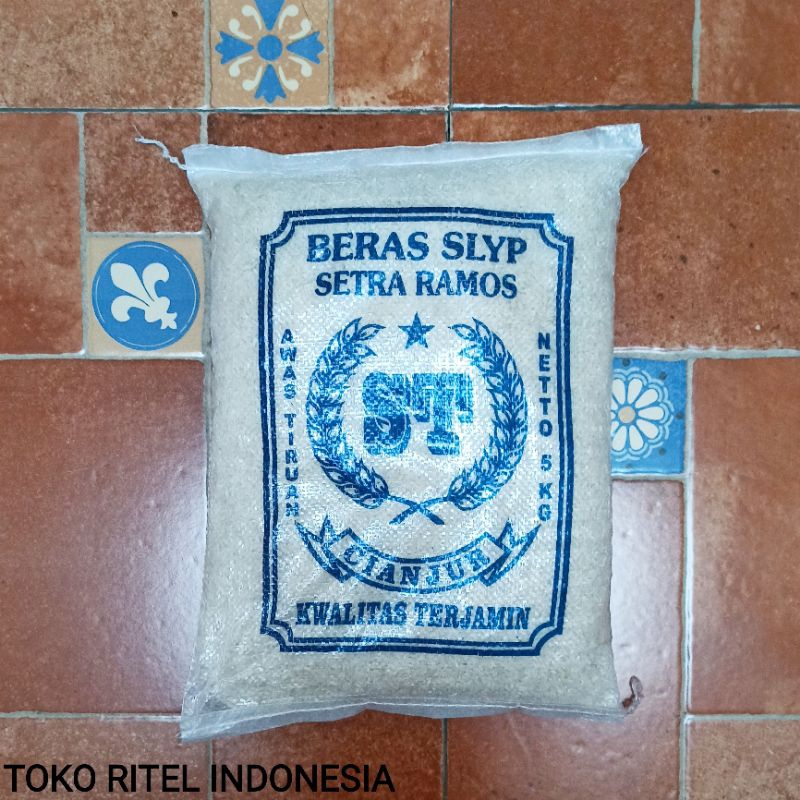 BERAS SLYP
SETRA RAMOS
AWAS TIRUAN
ST
NETTO 5 KG
CIANJUR
KWALITAS TERJAMIN
TOKO RITEL INDONESIA